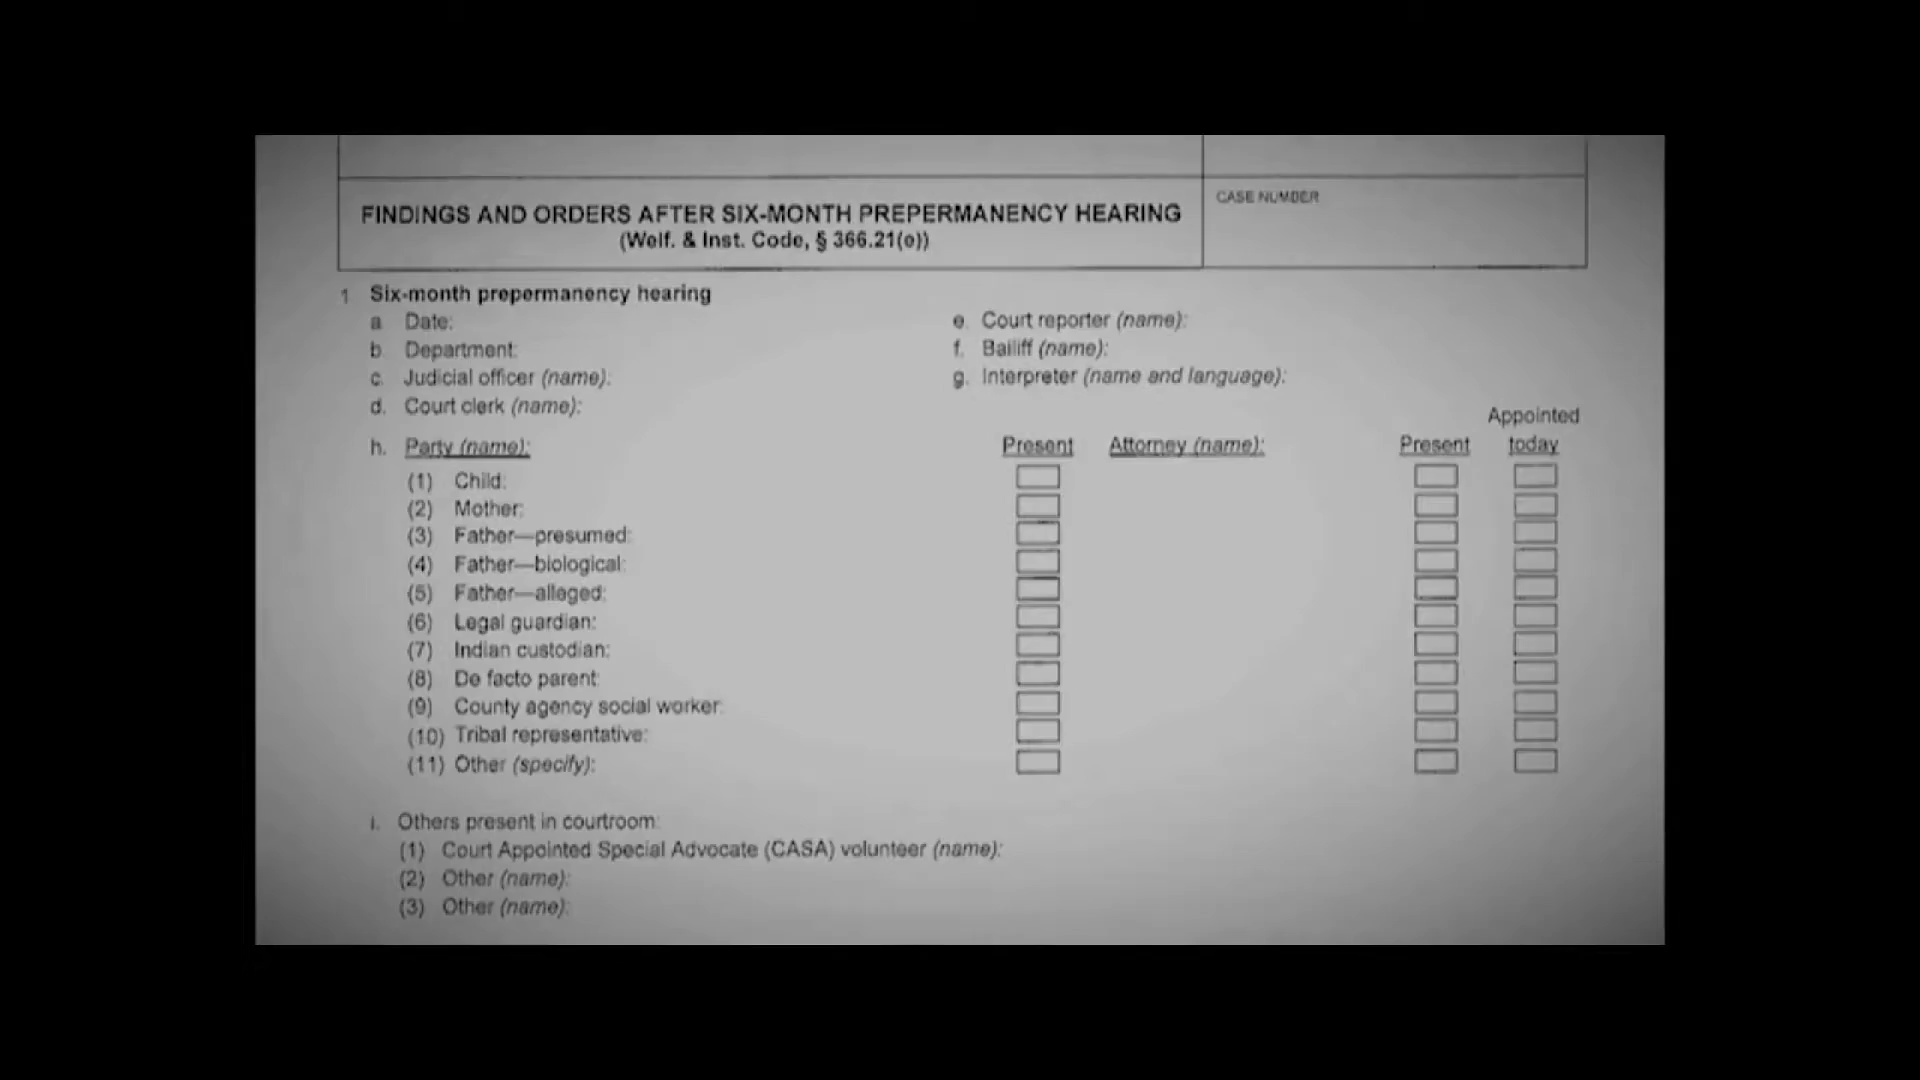 FINDINGS AND ORDERS AFTER SIX-MONTH PREPERMANENCY HEARING
(Welf. & Inst. Code, § 366.21(e))
CASE NUMBER
1 Six-month prepermanency hearing
a Date:
b Department:
c. Judicial officer (name):
d. Court clerk (name):
e. Court reporter (name):
f. Bailiff (name):
g. Interpreter (name and language):
h. Party (name): Present Attorney (name): Present Appointed today
(1) Child:
(2) Mother:
(3) Father—presumed:
(4) Father—biological:
(5) Father—alleged:
(6) Legal guardian:
(7) Indian custodian:
(8) De facto parent:
(9) County agency social worker:
(10) Tribal representative:
(11) Other (specify):
i. Others present in courtroom:
(1) Court Appointed Special Advocate (CASA) volunteer (name):
(2) Other (name):
(3) Other (name):